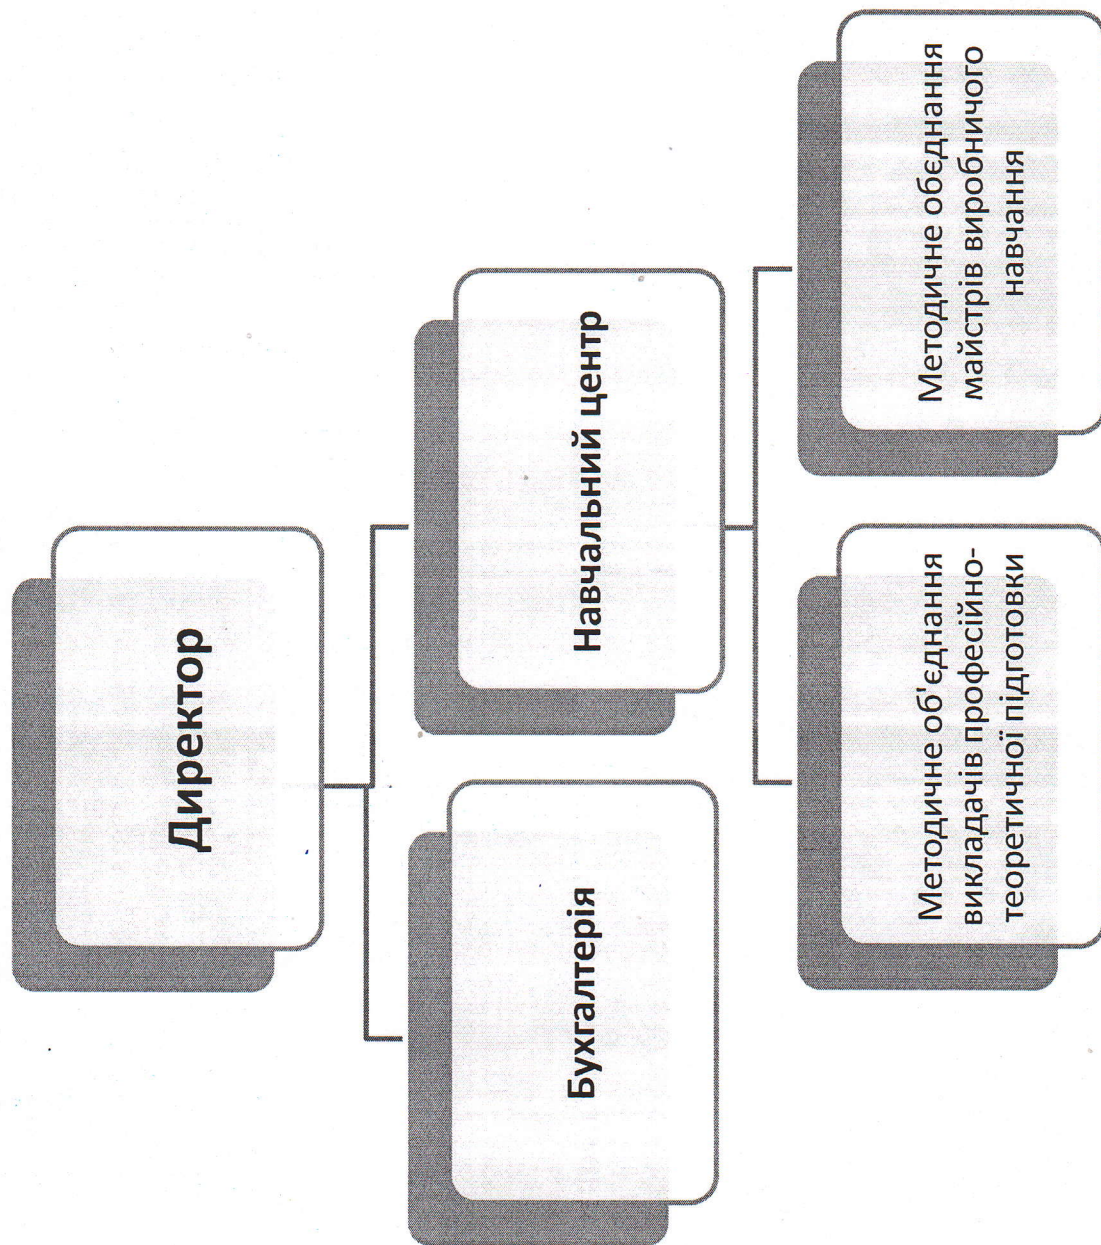 Директор
Бухгалтерія
Навчальний центр
Методичне об'єднання
викладачів професійно-
теоретичної підготовки
Методичне обєднання
майстрів виробничого
навчання